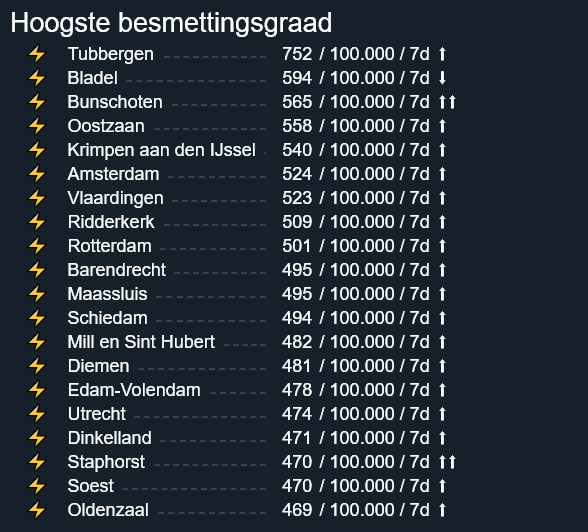 Hoogste besmettingsgraad
Tubbergen 752 / 100.000 / 7d ⬆
Bladel 594 / 100.000 / 7d ⬇
Bunschoten 565 / 100.000 / 7d ⬆⬆
Oostzaan 558 / 100.000 / 7d ⬆
Krimpen aan den IJssel 540 / 100.000 / 7d ⬆
Amsterdam 524 / 100.000 / 7d ⬆
Vlaardingen 523 / 100.000 / 7d ⬆
Ridderkerk 509 / 100.000 / 7d ⬆
Rotterdam 501 / 100.000 / 7d ⬆
Barendrecht 495 / 100.000 / 7d ⬆
Maassluis 495 / 100.000 / 7d ⬆
Schiedam 494 / 100.000 / 7d ⬆
Mill en Sint Hubert 482 / 100.000 / 7d ⬆
Diemen 481 / 100.000 / 7d ⬆
Edam-Volendam 478 / 100.000 / 7d ⬆
Utrecht 474 / 100.000 / 7d ⬆
Dinkelland 471 / 100.000 / 7d ⬆
Staphorst 470 / 100.000 / 7d ⬆⬆
Soest 470 / 100.000 / 7d ⬆
Oldenzaal 469 / 100.000 / 7d ⬆